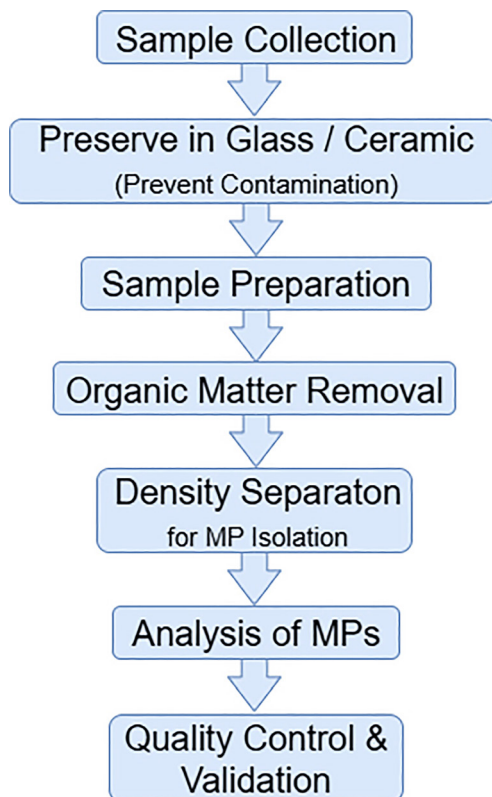 Sample Collection
Preserve in Glass / Ceramic
(Prevent Contamination)
Sample Preparation
Organic Matter Removal
Density Separaton
for MP Isolation
Analysis of MPs
Quality Control &
Validation